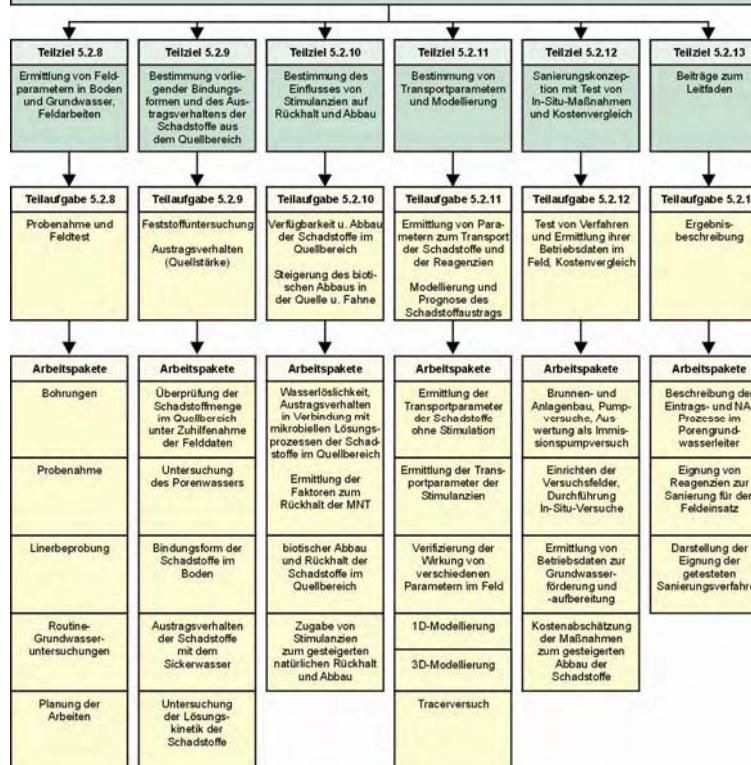 Teilziel 5.2.8
Ermittlung von Feld-
parametern in Boden
und Grundwasser,
Feldarbeiten
Teilziel 5.2.9
Bestimmung vorlie-
gender Bindungs-
formen und des Aus-
tragsverhaltens der
Schadstoffe aus
dem Quellbereich
Teilziel 5.2.10
Bestimmung des
Einflusses von
Stimulanzien auf
Rückhalt und Abbau
Teilziel 5.2.11
Bestimmung von
Transportparametern
und Modellierung
Teilziel 5.2.12
Sanierungskonzep-
tion mit Test von
In-Situ-Maßnahmen
und Kostenvergleich
Teilziel 5.2.13
Beiträge zum
Leitfaden
Teilaufgabe 5.2.8
Probenahme und
Feldtest
Teilaufgabe 5.2.9
Feststoffuntersuchung
Austragsverhalten
(Quellstärke)
Teilaufgabe 5.2.10
Verfügbarkeit u. Abbau
der Schadstoffe im
Quellbereich
Steigerung des bioti-
schen Abbaus in
der Quelle u. Fahne
Teilaufgabe 5.2.11
Ermittlung von Para-
metern zum Transport
der Schadstoffe und
der Reagenzien
Modellierung und
Prognose des
Schadstoffaustrags
Teilaufgabe 5.2.12
Test von Verfahren
und Ermittlung ihrer
Betriebsdaten im
Feld, Kostenvergleich
Teilaufgabe 5.2.1
Ergebnis-
beschreibung
Arbeitspakete
Bohrungen
Probenahme
Linerbeprobung
Routine-
Grundwasser-
untersuchungen
Planung der
Arbeiten
Arbeitspakete
Überprüfung der
Schadstoffmenge
im Quellbereich
unter Zuhilfenahme
der Felddaten
Untersuchung
des Porenwassers
Bindungsform der
Schadstoffe im
Boden
Austragsverhalten
der Schadstoffe
mit dem
Sickerwasser
Untersuchung
der Lösungs-
kinetik der
Schadstoffe
Arbeitspakete
Wasserlöslichkeit,
Austragsverhalten
in Verbindung mit
mikrobiellen Lösungs-
prozessen der Schad-
stoffe im Quellbereich
Ermittlung der
Faktoren zum
Rückhalt der MNT
biotischer Abbau
und Rückhalt der
Schadstoffe im
Quellbereich
Zugabe von
Stimulanzien
zum gesteigerten
natürlichen Rückhalt
und Abbau
Arbeitspakete
Ermittlung der
Transportparameter
der Schadstoffe
ohne Stimulation
Ermittlung der Trans-
portparameter der
Stimulanzien
Verifizierung der
Wirkung von
verschiedenen
Parametern im Feld
1D-Modellierung
3D-Modellierung
Tracerversuch
Arbeitspakete
Brunnen- und
Anlagenbau, Pump-
versuche, Aus-
wertung als Immis-
sionspumpversuch
Einrichten der
Versuchsfelder,
Durchführung
In-Situ-Versuche
Ermittlung von
Betriebsdaten zur
Grundwasser-
förderung und
-aufbereitung
Kostenabschätzung
der Maßnahmen
zum gesteigerten
Abbau der
Schadstoffe
Arbeitspakete
Beschreibung der
Eintrags- und NA-
Prozesse im
Porengrund-
wasserleiter
Eignung von
Reagenzien zur
Sanierung für den
Feldeinsatz
Darstellung der
Eignung der
getesteten
Sanierungsverfahre